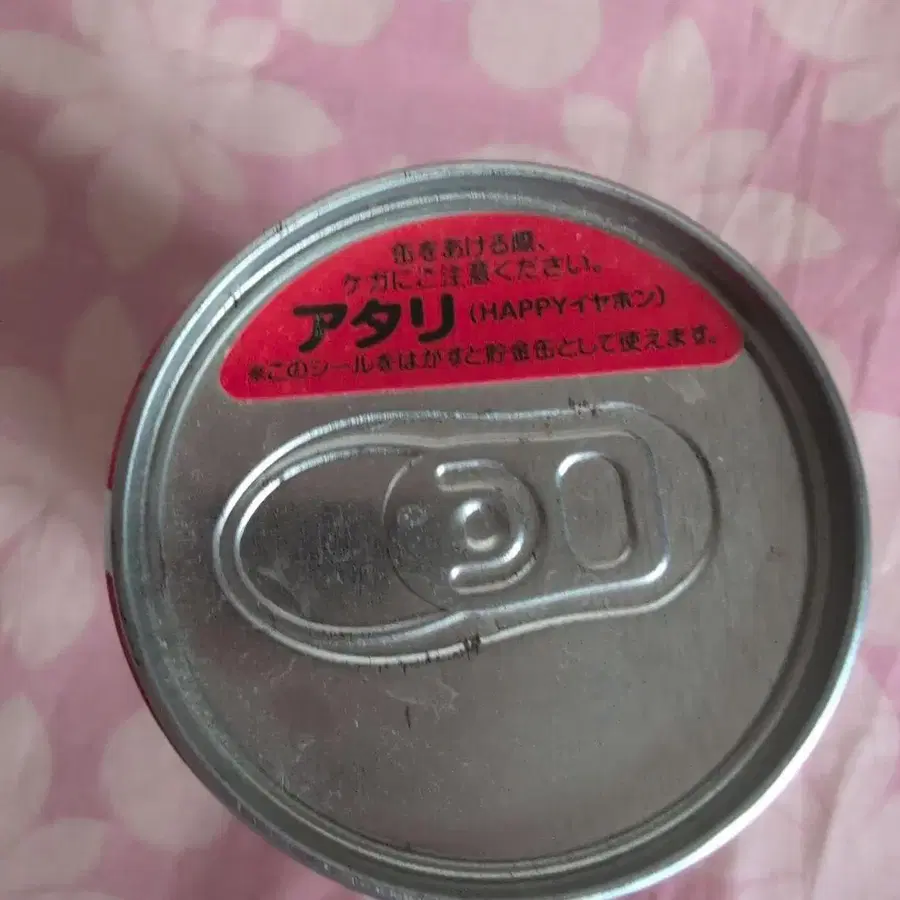 缶をあける際、
ケガにご注意ください。
アタリ(HAPPYイヤホン)
※このシールをはがすと貯金缶として使えます。